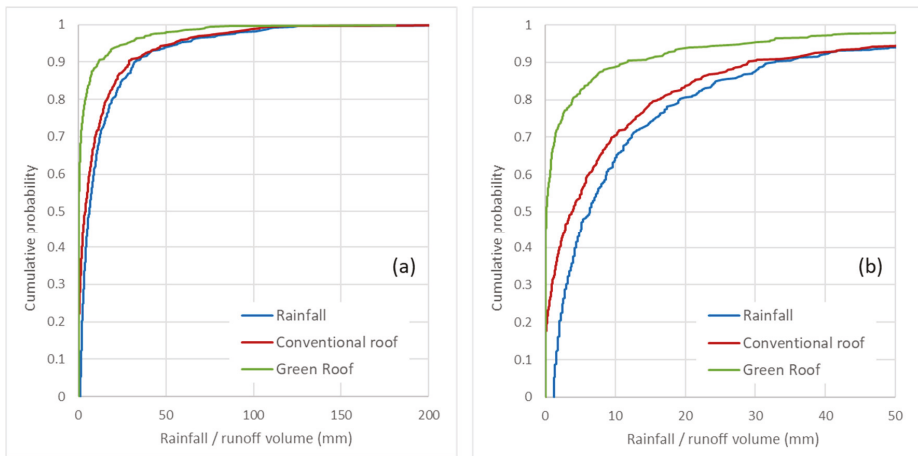 1
0.9
0.8
0.7
0.6
0.5
0.4
0.3
0.2
0.1
0
Cumulative probability
(a)
Rainfall
Conventional roof
Green Roof
0 50 100 150 200
Rainfall / runoff volume (mm)
1
0.9
0.8
0.7
0.6
0.5
0.4
0.3
0.2
0.1
0
Cumulative probability
(b)
Rainfall
Conventional roof
Green Roof
0 10 20 30 40 50
Rainfall / runoff volume (mm)